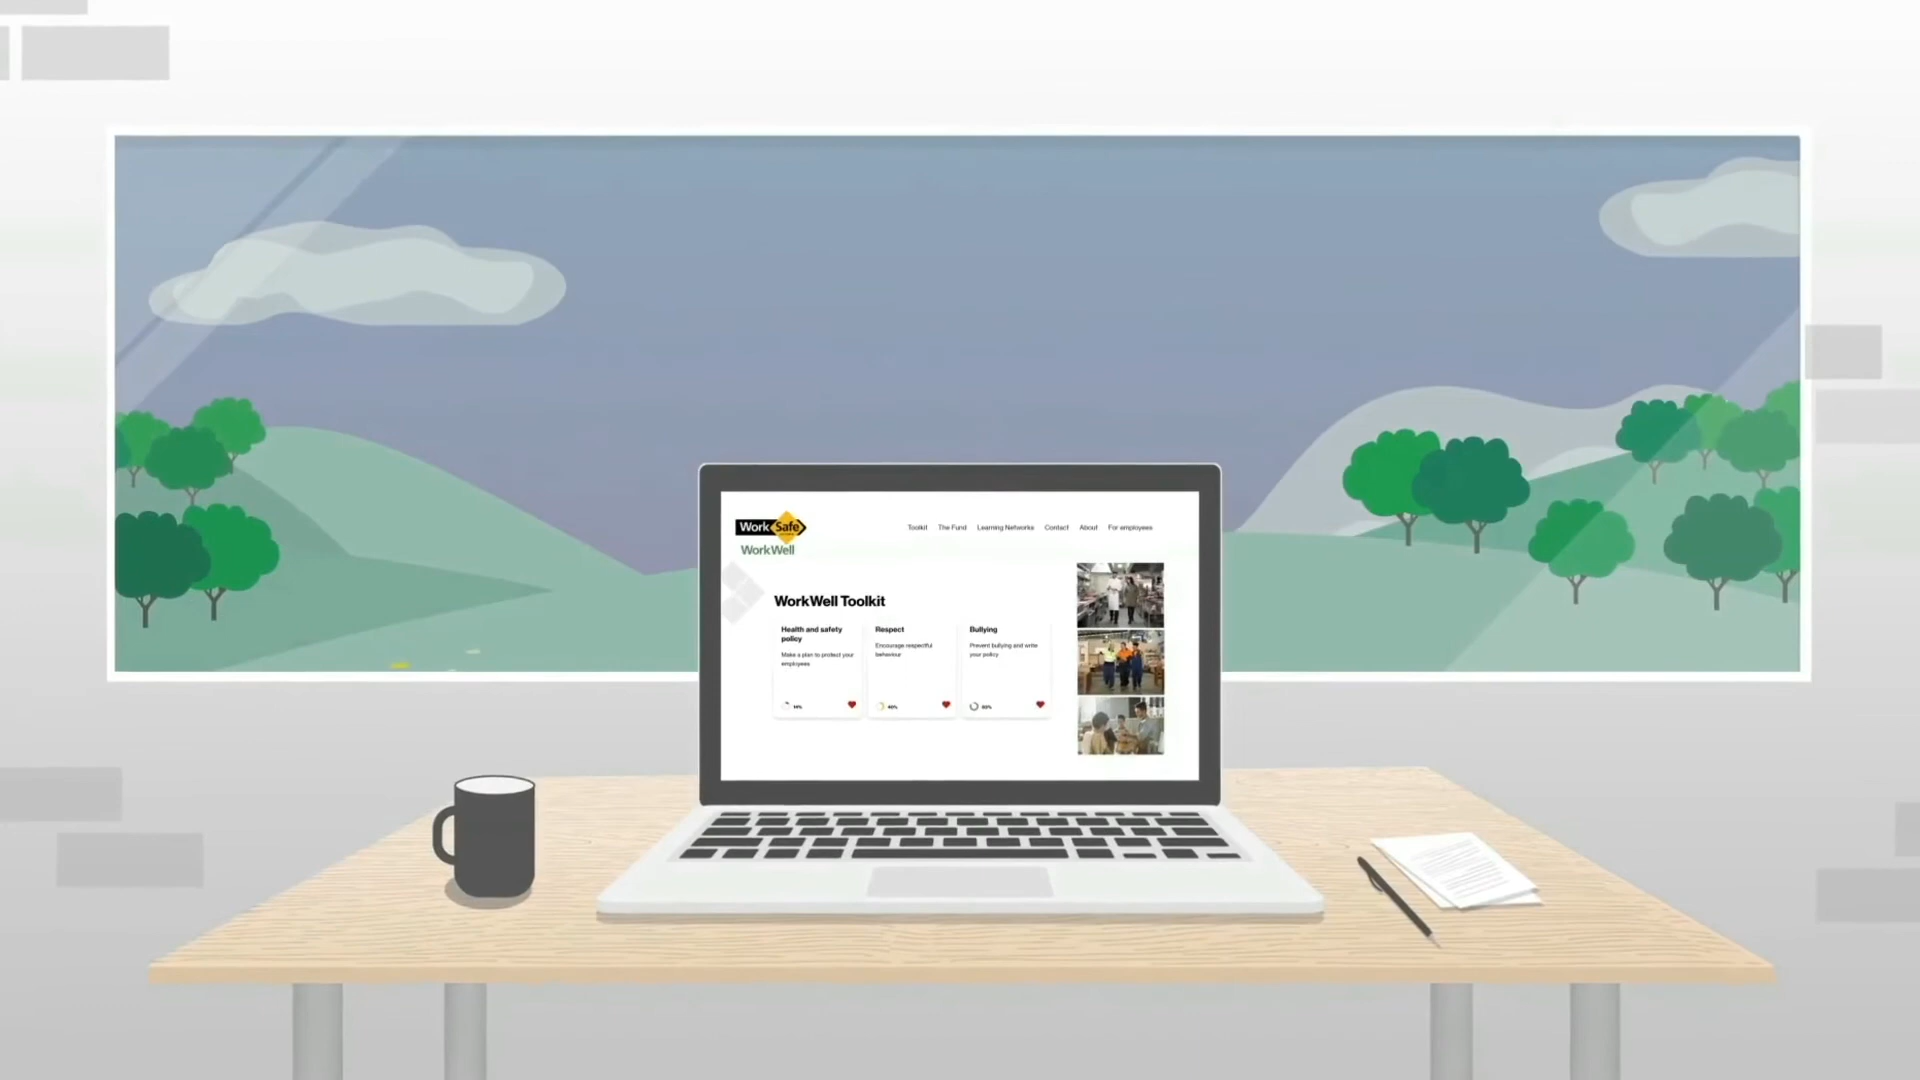 WorkSafe
WorkWell
Toolkit The Fund Learning Networks Contact About For employees
WorkWell Toolkit
Health and safety
policy
Make a plan to protect your
employees
Respect
Encourage respectful
behaviour
40%
Bullying
Prevent bullying and write
your policy